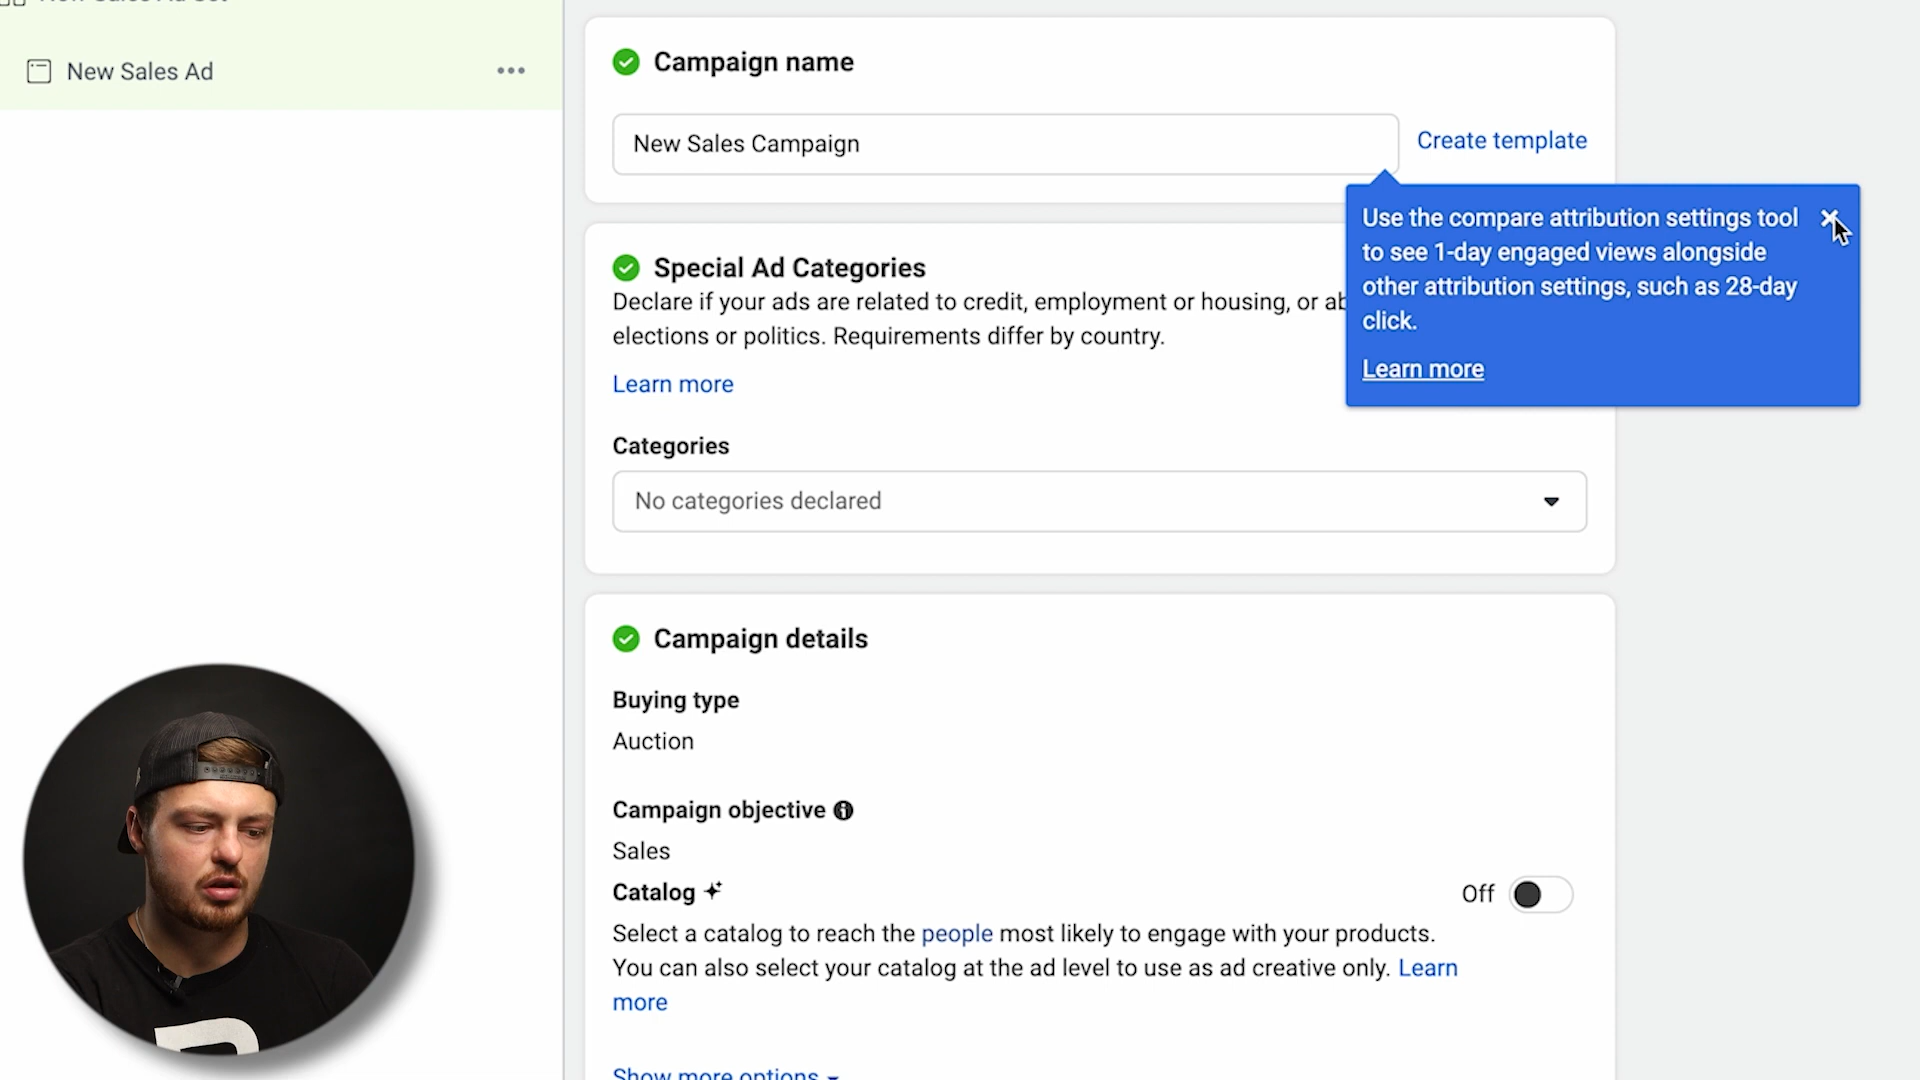 New Sales Ad Set
New Sales Ad
Campaign name
New Sales Campaign
Create template
Use the compare attribution settings tool
to see 1-day engaged views alongside
other attribution settings, such as 28-day
click.
Learn more
Special Ad Categories
Declare if your ads are related to credit, employment or housing, or ab
elections or politics. Requirements differ by country.
Learn more
Categories
No categories declared
Campaign details
Buying type
Auction
Campaign objective
Sales
Catalog
Off
Select a catalog to reach the people most likely to engage with your products.
You can also select your catalog at the ad level to use as ad creative only. Learn
more
Show more options